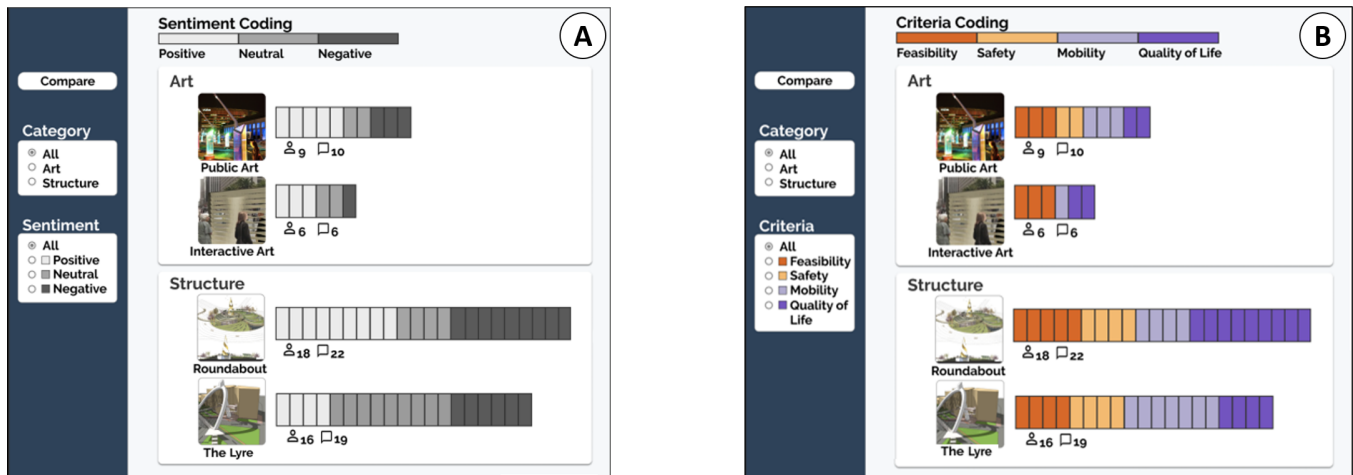 Sentiment Coding
Positive Neutral Negative
A
Compare
Category
All
Art
Structure
Sentiment
All
Positive
Neutral
Negative
Art
9 10
Public Art
6 6
Interactive Art
Structure
18 22
Roundabout
16 19
The Lyre
Criteria Coding
Feasibility Safety Mobility Quality of Life
B
Compare
Category
All
Art
Structure
Criteria
All
Feasibility
Safety
Mobility
Quality of
Life
Art
9 10
Public Art
6 6
Interactive Art
Structure
18 22
Roundabout
16 19
The Lyre